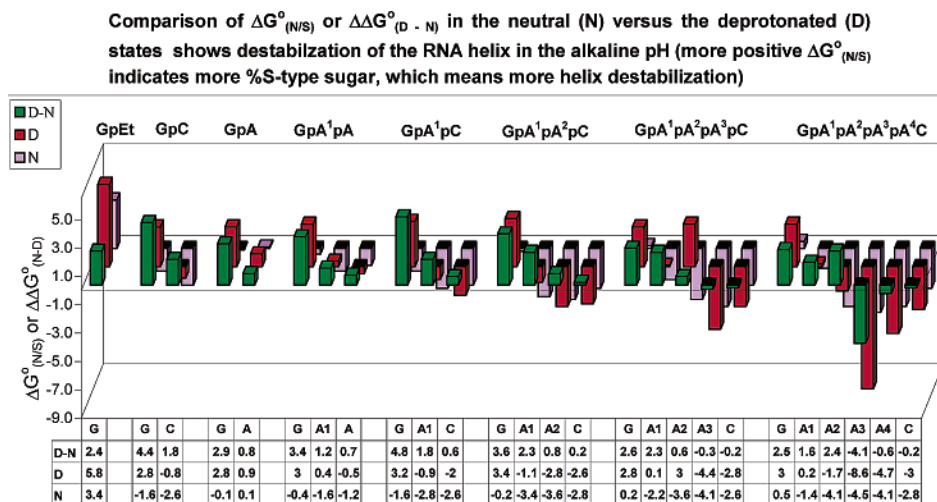 Comparison of ΔG°(N/S) or ΔΔG°(D - N) in the neutral (N) versus the deprotonated (D)
states shows destabilzation of the RNA helix in the alkaline pH (more positive ΔG°(N/S)
indicates more %S-type sugar, which means more helix destabilization)
D-N
D
N
GpEt GpC GpA GpA¹pA GpA¹pC GpA¹pA²pC GpA¹pA²pA³pC GpA¹pA²pA³pA⁴C
ΔG°(N/S) or ΔΔG°(N-D)
5.0
3.0
1.0
-1.0
-3.0
-5.0
-7.0
-9.0
G G C G A G A1 A G A1 C G A1 A2 C G A1 A2 A3 C G A1 A2 A3 A4 C
D-N 2.4 4.4 1.8 2.9 0.8 3.4 1.2 0.7 4.8 1.8 0.6 3.6 2.3 0.8 0.2 2.6 2.3 0.6 -0.3 -0.2 2.5 1.6 2.4 -4.1 -0.6 -0.2
D 5.8 2.8 -0.8 2.8 0.9 3 0.4 -0.5 3.2 -0.9 -2 3.4 -1.1 -2.8 -2.6 2.8 0.1 3 -4.4 -2.8 3 0.2 -1.7 -8.6 -4.7 -3
N 3.4 -1.6 -2.6 -0.1 0.1 -0.4 -1.6 -1.2 -1.6 -2.8 -2.6 -0.2 -3.4 -3.6 -2.8 0.2 -2.2 -3.6 -4.1 -2.6 0.5 -1.4 -4.1 -4.5 -4.1 -2.8